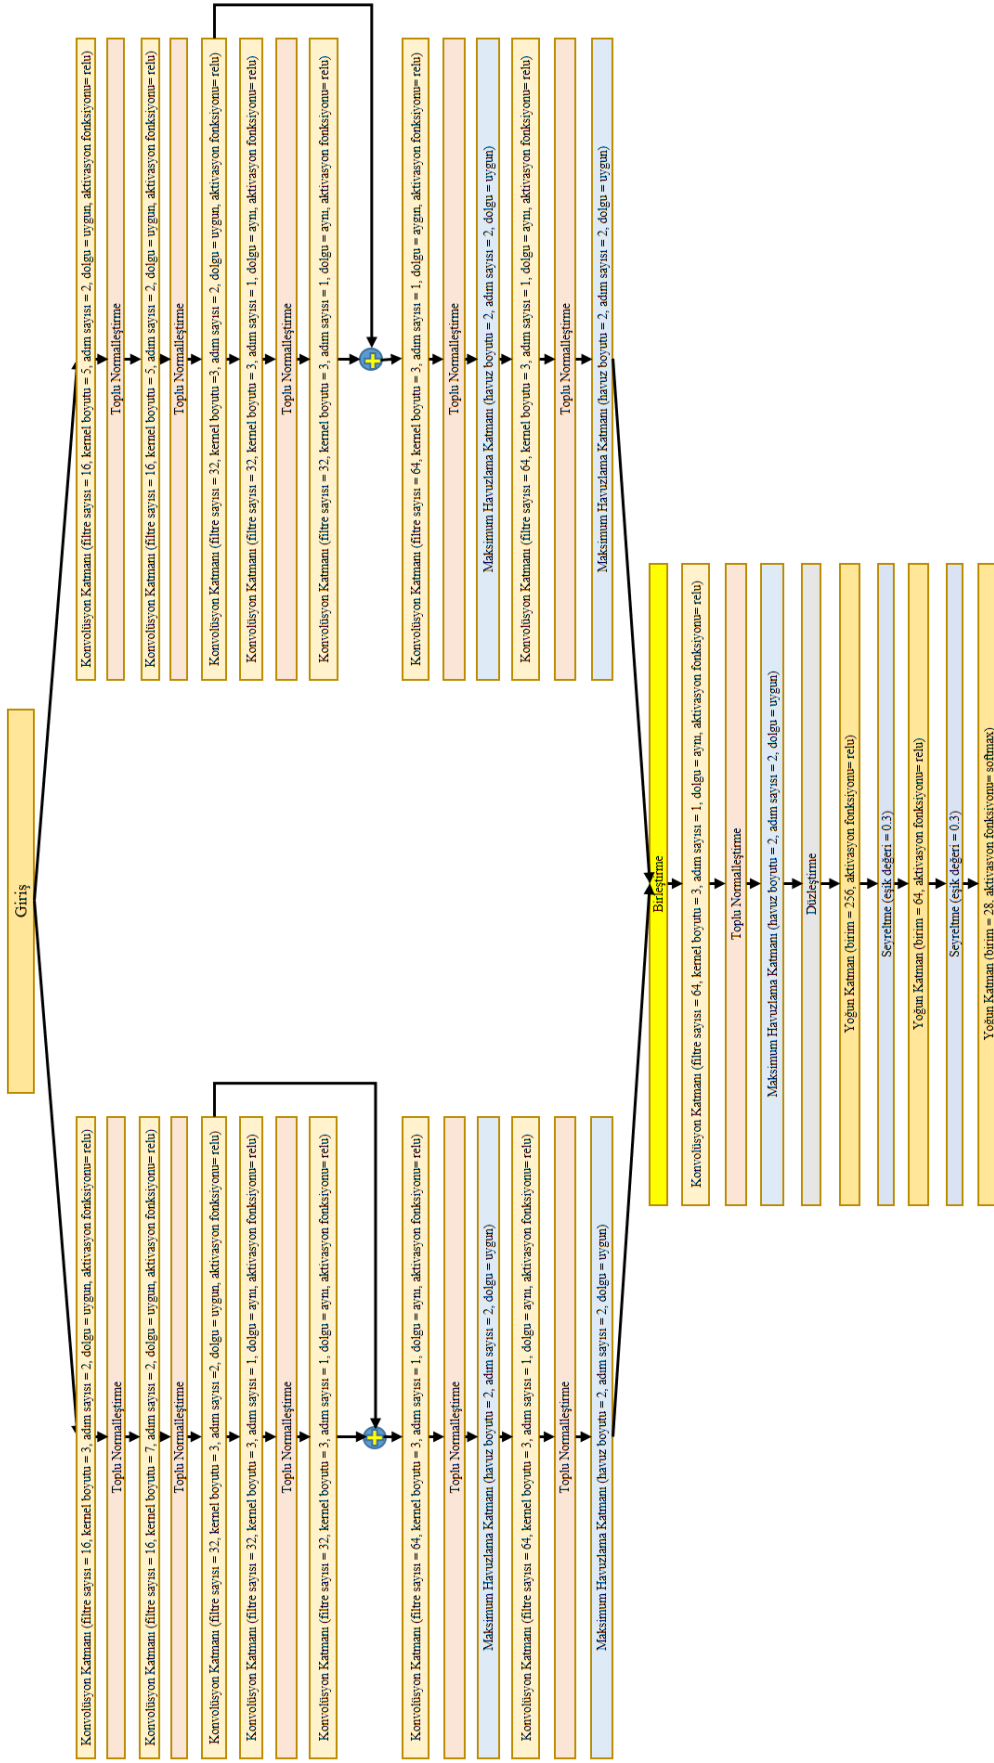 Giriş
Konvolüsyon Katmanı (filtre sayısı = 16, kernel boyutu = 3, adım sayısı = 2, dolgu = uygun, aktivasyon fonksiyonu= relu)
Toplu Normalleştirme
Konvolüsyon Katmanı (filtre sayısı = 16, kernel boyutu = 7, adım sayısı = 2, dolgu = uygun, aktivasyon fonksiyonu= relu)
Toplu Normalleştirme
Konvolüsyon Katmanı (filtre sayısı = 32, kernel boyutu = 3, adım sayısı =2, dolgu = uygun, aktivasyon fonksiyonu= relu)
Konvolüsyon Katmanı (filtre sayısı = 32, kernel boyutu = 3, adım sayısı = 1, dolgu = aynı, aktivasyon fonksiyonu= relu)
Toplu Normalleştirme
Konvolüsyon Katmanı (filtre sayısı = 32, kernel boyutu = 3, adım sayısı = 1, dolgu = aynı, aktivasyon fonksiyonu= relu)
Konvolüsyon Katmanı (filtre sayısı = 64, kernel boyutu = 3, adım sayısı = 1, dolgu = aynı, aktivasyon fonksiyonu= relu)
Toplu Normalleştirme
Maksimum Havuzlama Katmanı (havuz boyutu = 2, adım sayısı = 2, dolgu = uygun)
Konvolüsyon Katmanı (filtre sayısı = 64, kernel boyutu = 3, adım sayısı = 1, dolgu = aynı, aktivasyon fonksiyonu= relu)
Toplu Normalleştirme
Maksimum Havuzlama Katmanı (havuz boyutu = 2, adım sayısı = 2, dolgu = uygun)
Konvolüsyon Katmanı (filtre sayısı = 16, kernel boyutu = 5, adım sayısı = 2, dolgu = uygun, aktivasyon fonksiyonu= relu)
Toplu Normalleştirme
Konvolüsyon Katmanı (filtre sayısı = 16, kernel boyutu = 5, adım sayısı = 2, dolgu = uygun, aktivasyon fonksiyonu= relu)
Toplu Normalleştirme
Konvolüsyon Katmanı (filtre sayısı = 32, kernel boyutu =3, adım sayısı = 2, dolgu = uygun, aktivasyon fonksiyonu= relu)
Konvolüsyon Katmanı (filtre sayısı = 32, kernel boyutu = 3, adım sayısı = 1, dolgu = aynı, aktivasyon fonksiyonu= relu)
Toplu Normalleştirme
Konvolüsyon Katmanı (filtre sayısı = 32, kernel boyutu = 3, adım sayısı = 1, dolgu = aynı, aktivasyon fonksiyonu= relu)
Konvolüsyon Katmanı (filtre sayısı = 64, kernel boyutu = 3, adım sayısı = 1, dolgu = aygın, aktivasyon fonksiyonu= relu)
Toplu Normalleştirme
Maksimum Havuzlama Katmanı (havuz boyutu = 2, adım sayısı = 2, dolgu = uygun)
Konvolüsyon Katmanı (filtre sayısı = 64, kernel boyutu = 3, adım sayısı = 1, dolgu = aynı, aktivasyon fonksiyonu= relu)
Toplu Normalleştirme
Maksimum Havuzlama Katmanı (havuz boyutu = 2, adım sayısı = 2, dolgu = uygun)
Birleştirme
Konvolüsyon Katmanı (filtre sayısı = 64, kernel boyutu = 3, adım sayısı = 1, dolgu = aynı, aktivasyon fonksiyonu= relu)
Toplu Normalleştirme
Maksimum Havuzlama Katmanı (havuz boyutu = 2, adım sayısı = 2, dolgu = uygun)
Düzleştirme
Yoğun Katman (birim = 256, aktivasyon fonksiyonu= relu)
Seyreltme (eşik değeri = 0.3)
Yoğun Katman (birim = 64, aktivasyon fonksiyonu= relu)
Seyreltme (eşik değeri = 0.3)
Yoğun Katman (birim = 28, aktivasyon fonksiyonu= softmax)